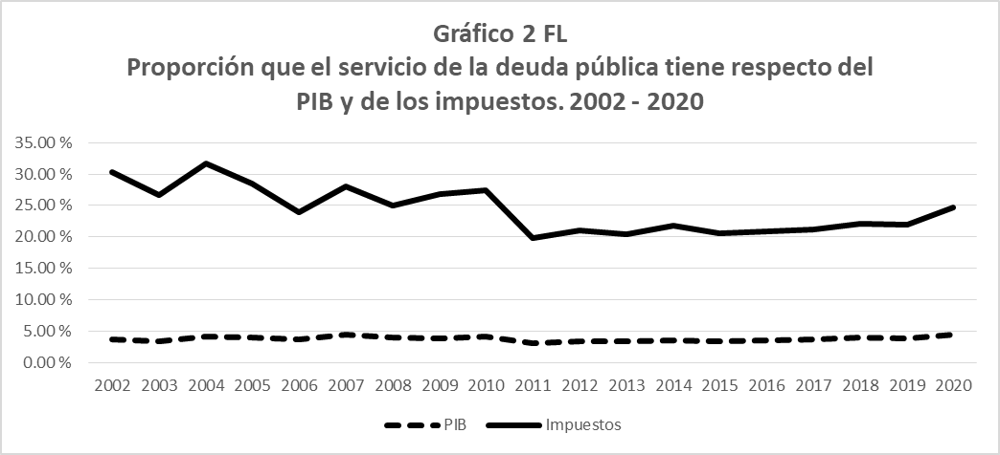 Gráfico 2 FL
Proporción que el servicio de la deuda pública tiene respecto del
PIB y de los impuestos. 2002 - 2020
35.00 %
30.00 %
25.00 %
20.00 %
15.00 %
10.00 %
5.00 %
0.00 %
2002 2003 2004 2005 2006 2007 2008 2009 2010 2011 2012 2013 2014 2015 2016 2017 2018 2019 2020
PIB Impuestos